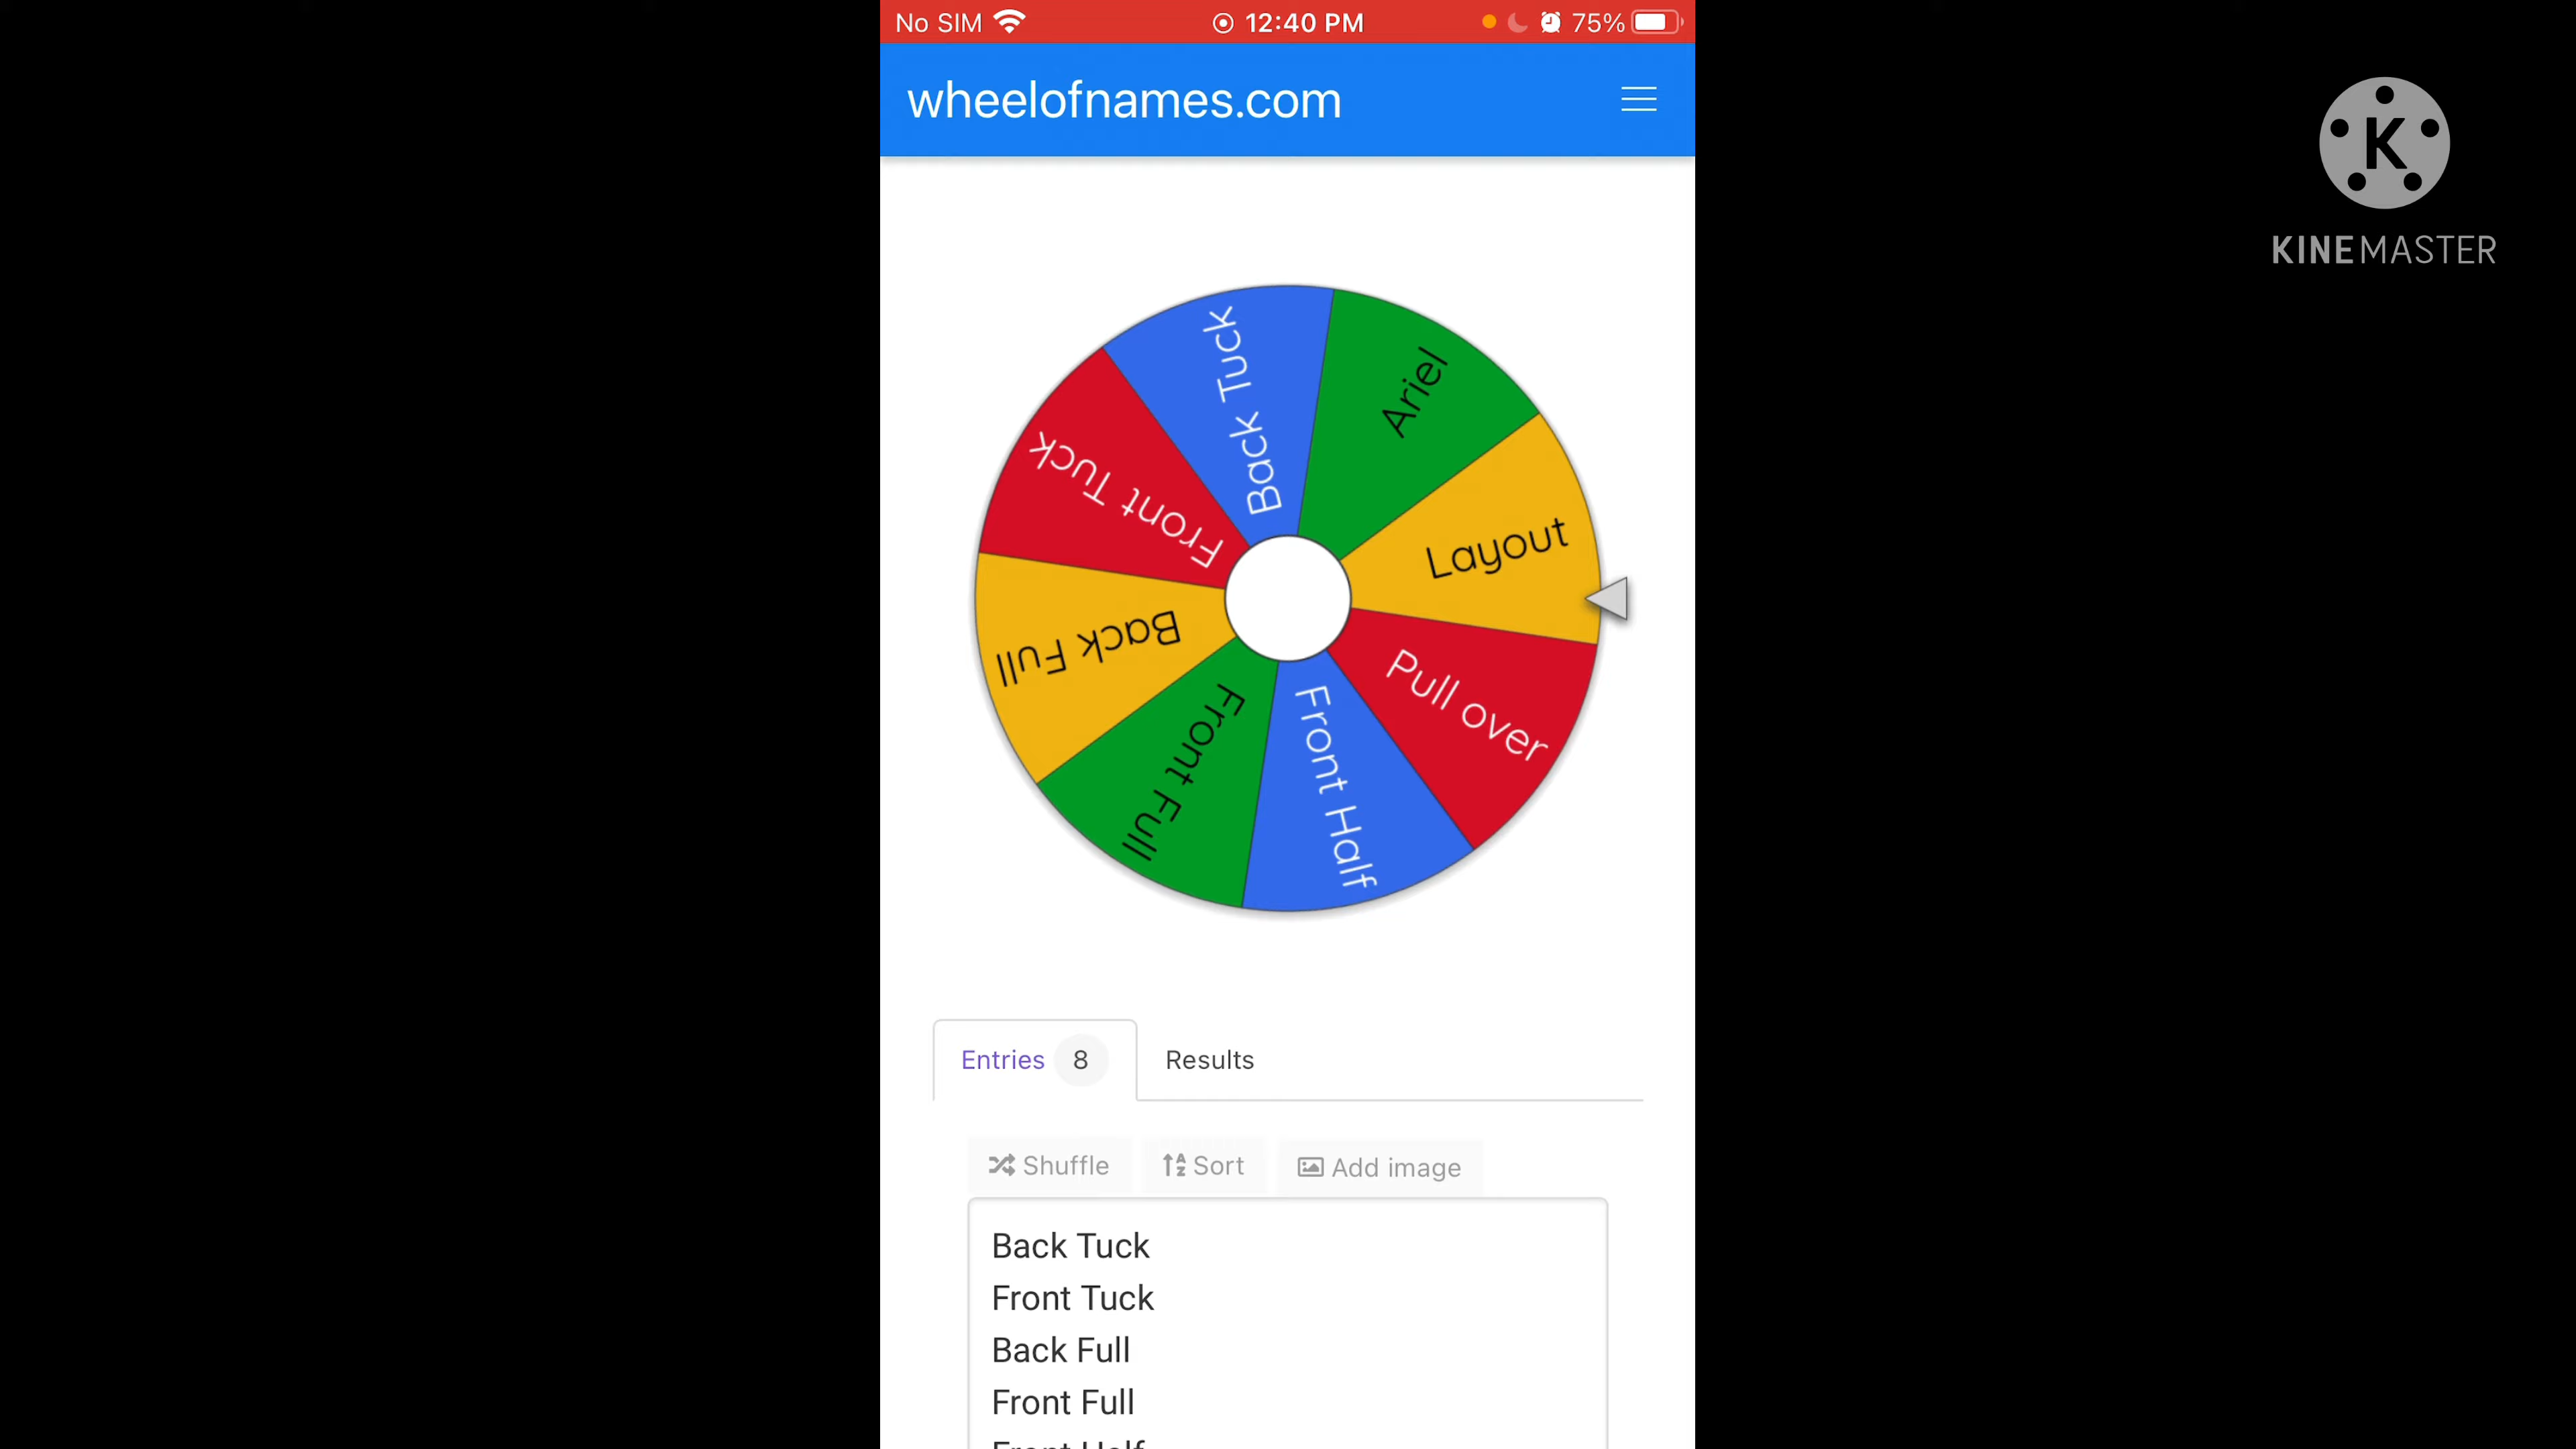 No SIM 12:40 PM 75%
wheelofnames.com
K
KINEMASTER
Back Tuck
Ariel
Layout
Pull over
Front Half
Front Full
Back Full
Front Tuck
Entries 8 Results
Shuffle Sort Add image
Back Tuck
Front Tuck
Back Full
Front Full
Front Half